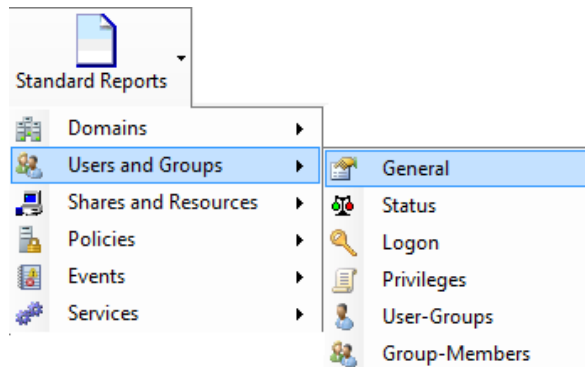 Standard Reports
Domains
Users and Groups
Shares and Resources
Policies
Events
Services
General
Status
Logon
Privileges
User-Groups
Group-Members